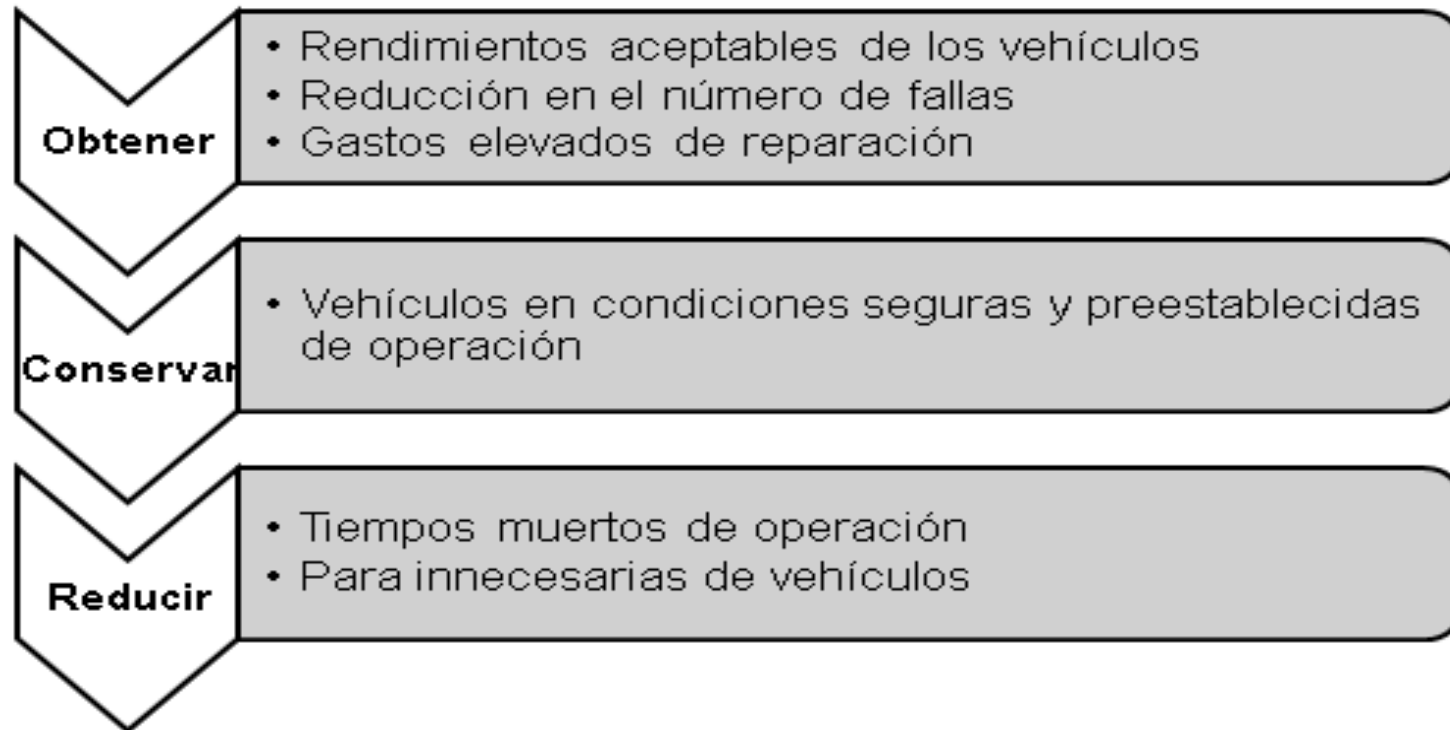 Obtener
• Rendimientos aceptables de los vehículos
• Reducción en el número de fallas
• Gastos elevados de reparación
Conservar
• Vehículos en condiciones seguras y preestablecidas
de operación
Reducir
• Tiempos muertos de operación
• Para innecesarias de vehículos